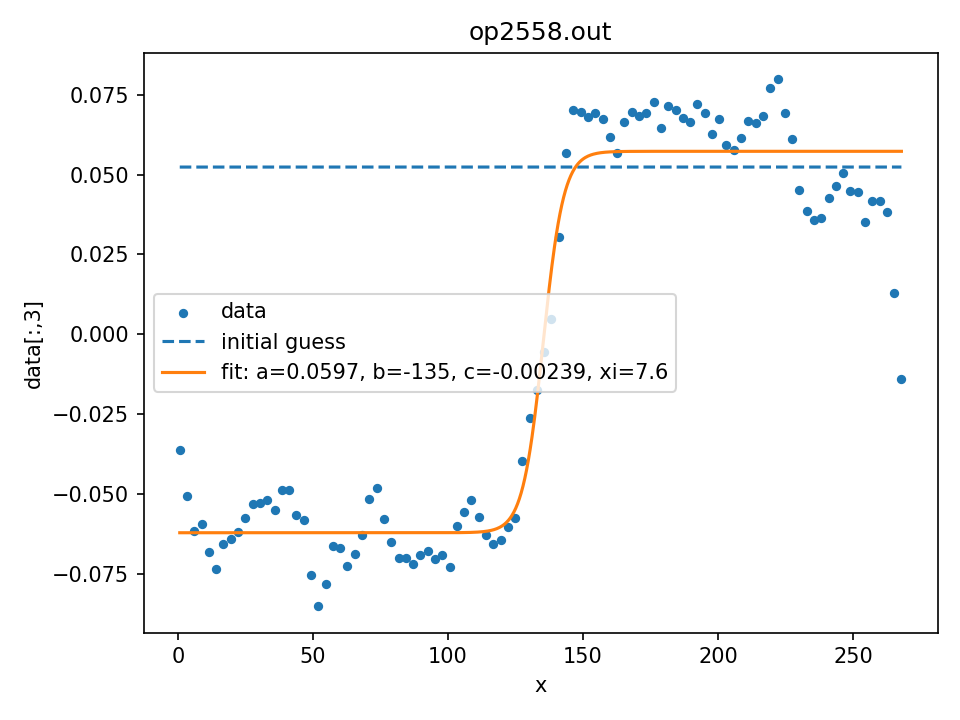 op2558.out
data[:,3]
0.075
0.050
0.025
0.000
−0.025
−0.050
−0.075
data
initial guess
fit: a=0.0597, b=-135, c=-0.00239, xi=7.6
0 50 100 150 200 250
x